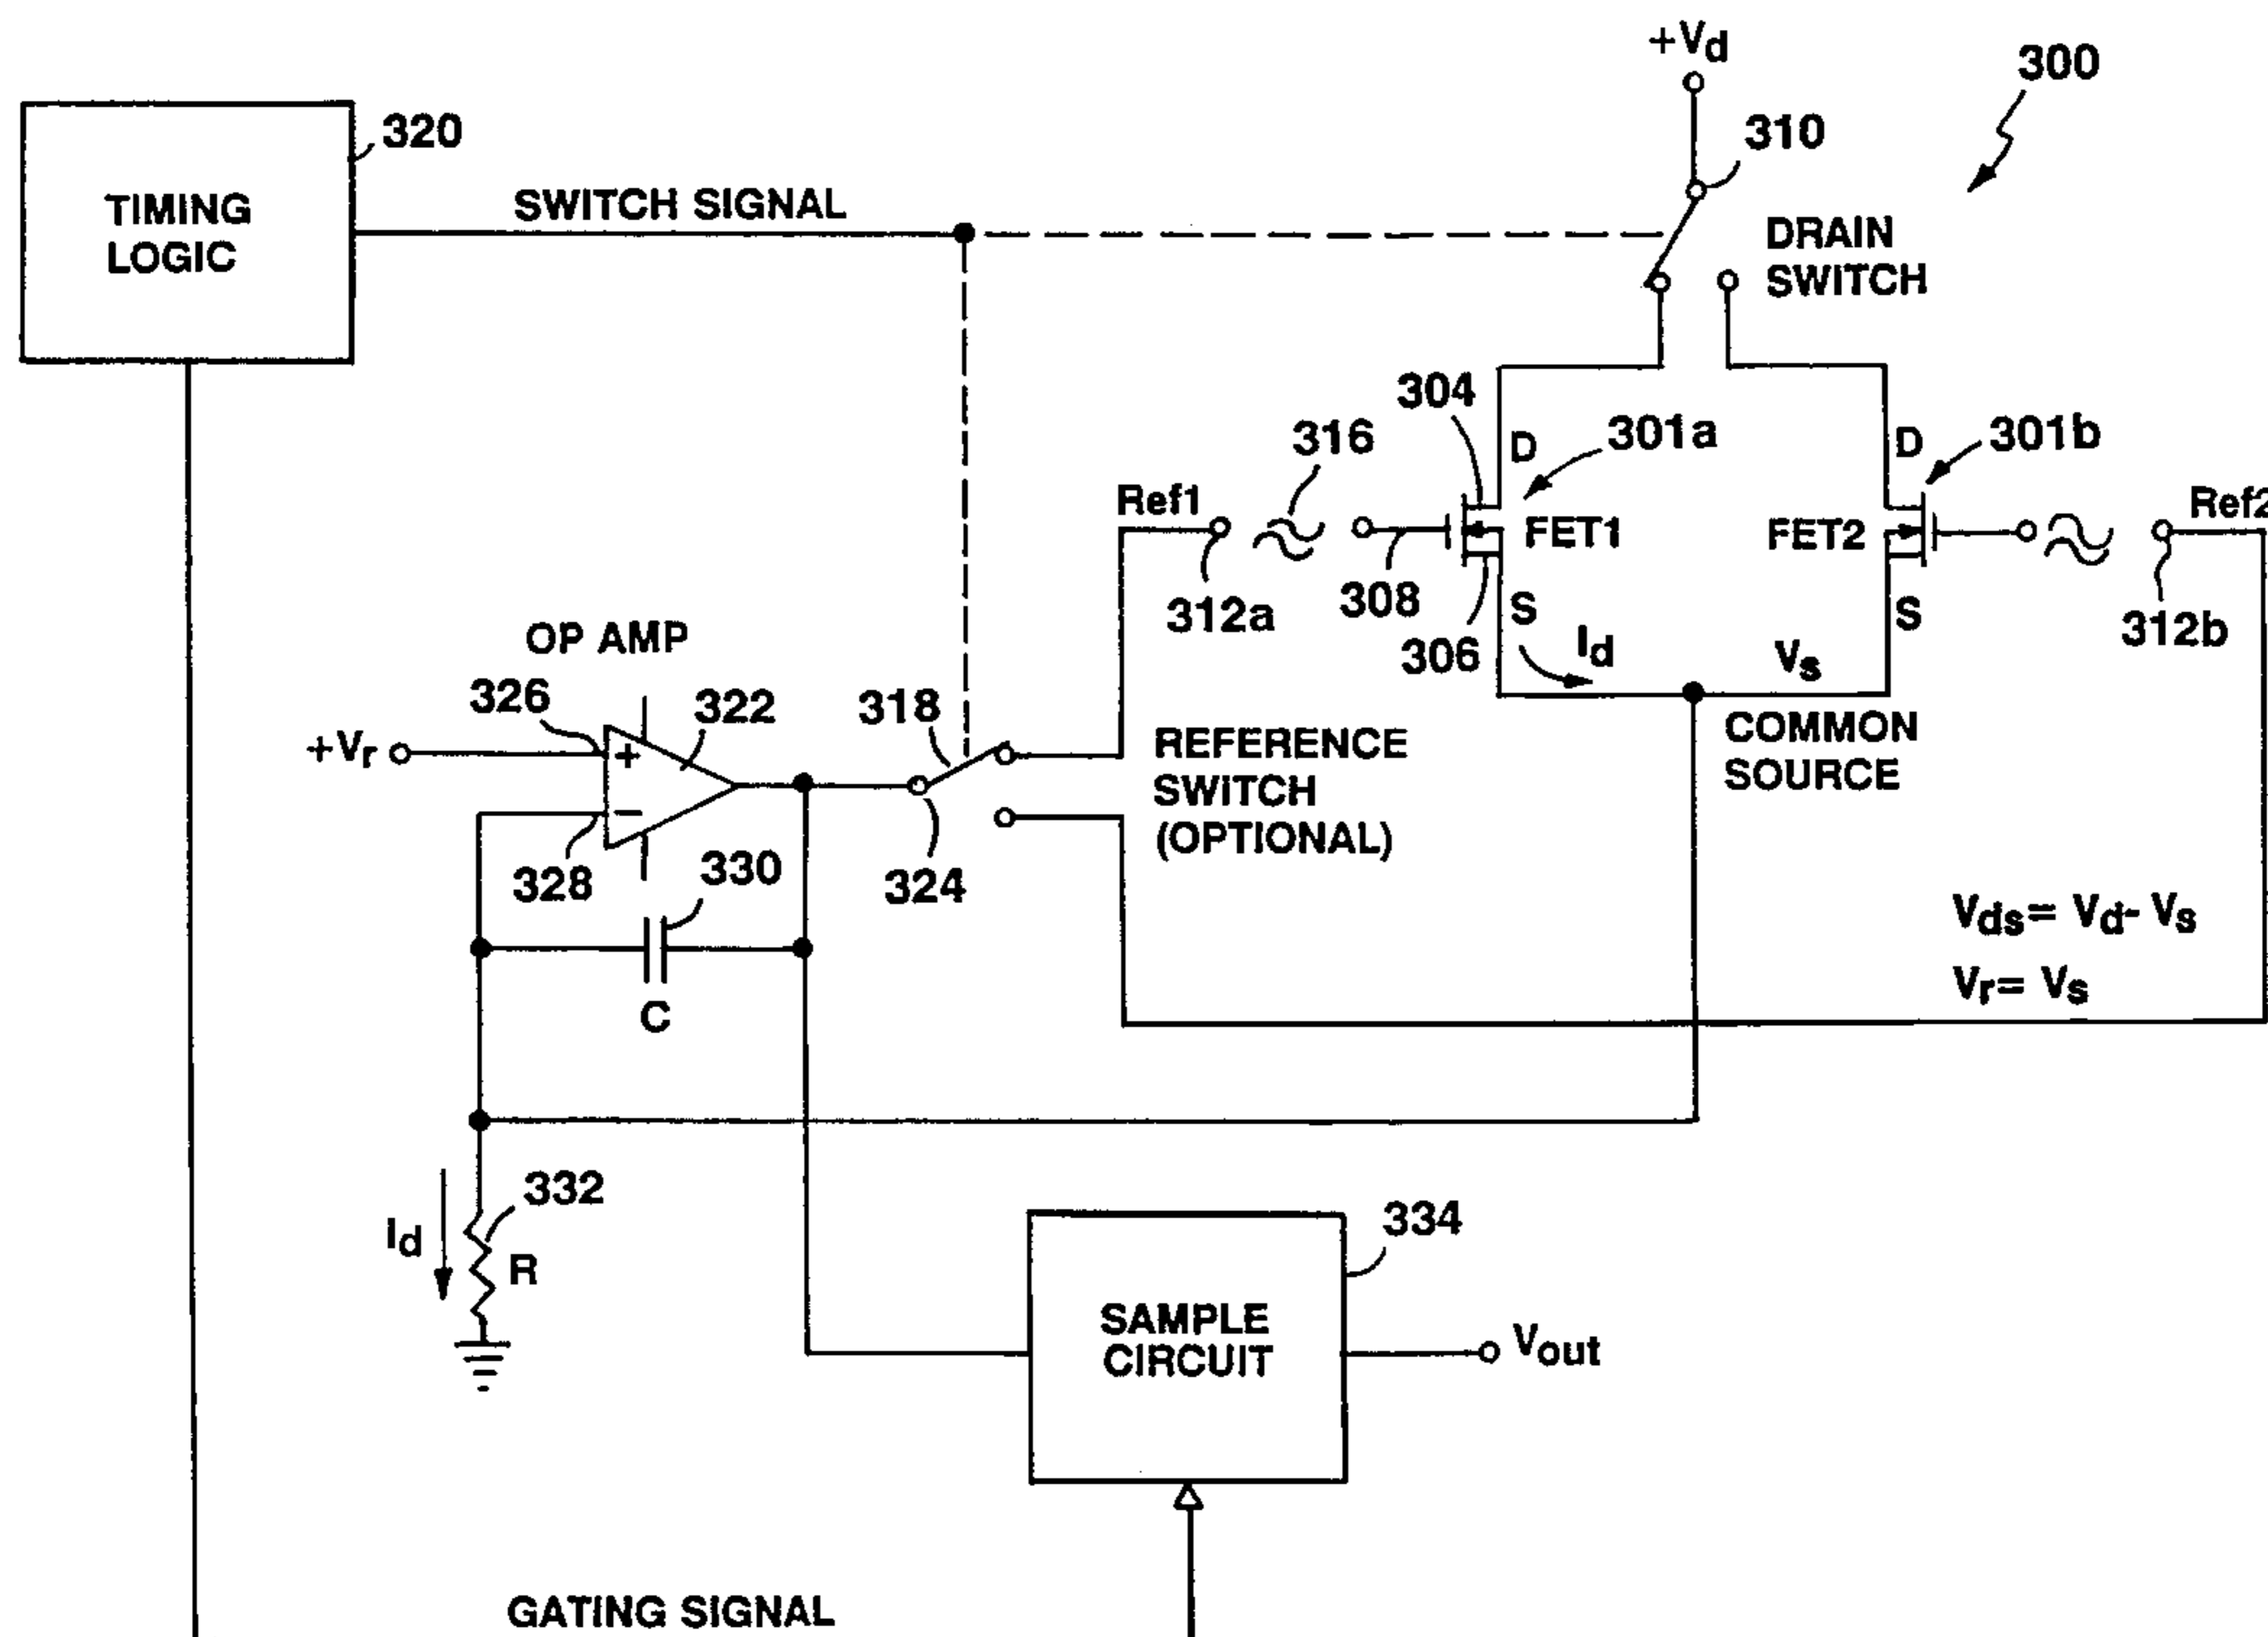 +Vd
300
320
310
TIMING
LOGIC
SWITCH SIGNAL
DRAIN
SWITCH
304
316
D
301a
D
301b
Ref1
Ref2
FET1
FET2
308
312a
306
S
Id
Vs
S
312b
OP AMP
326
322
318
+Vr
+
−
328
330
324
REFERENCE
SWITCH
(OPTIONAL)
COMMON
SOURCE
Vds= Vd- Vs
Vr= Vs
C
332
Id
R
334
SAMPLE
CIRCUIT
Vout
GATING SIGNAL